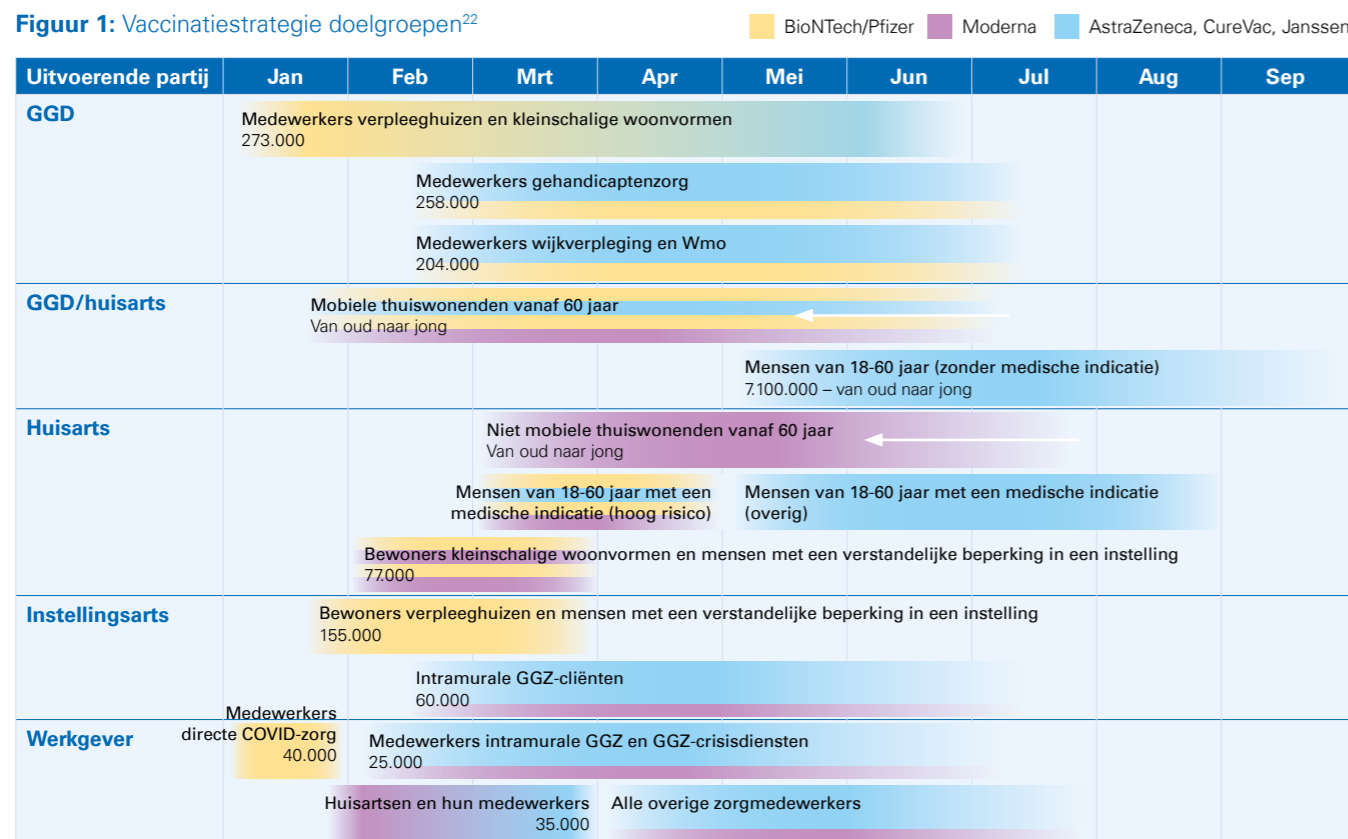 Figuur 1: Vaccinatiestrategie doelgroepen22
BioNTech/Pfizer Moderna AstraZeneca, CureVac, Janssen
Uitvoerende partij Jan Feb Mrt Apr Mei Jun Jul Aug Sep
GGD
Medewerkers verpleeghuizen en kleinschalige woonvormen
273.000
Medewerkers gehandicaptenzorg
258.000
Medewerkers wijkverpleging en Wmo
204.000
GGD/huisarts
Mobiele thuiswonenden vanaf 60 jaar
Van oud naar jong
Mensen van 18-60 jaar (zonder medische indicatie)
7.100.000 – van oud naar jong
Huisarts
Niet mobiele thuiswonenden vanaf 60 jaar
Van oud naar jong
Mensen van 18-60 jaar met een
medische indicatie (hoog risico)
Mensen van 18-60 jaar met een medische indicatie
(overig)
Bewoners kleinschalige woonvormen en mensen met een verstandelijke beperking in een instelling
77.000
Instellingsarts
Bewoners verpleeghuizen en mensen met een verstandelijke beperking in een instelling
155.000
Intramurale GGZ-cliënten
60.000
Werkgever
Medewerkers
directe COVID-zorg
40.000
Medewerkers intramurale GGZ en GGZ-crisisdiensten
25.000
Huisartsen en hun medewerkers
35.000
Alle overige zorgmedewerkers